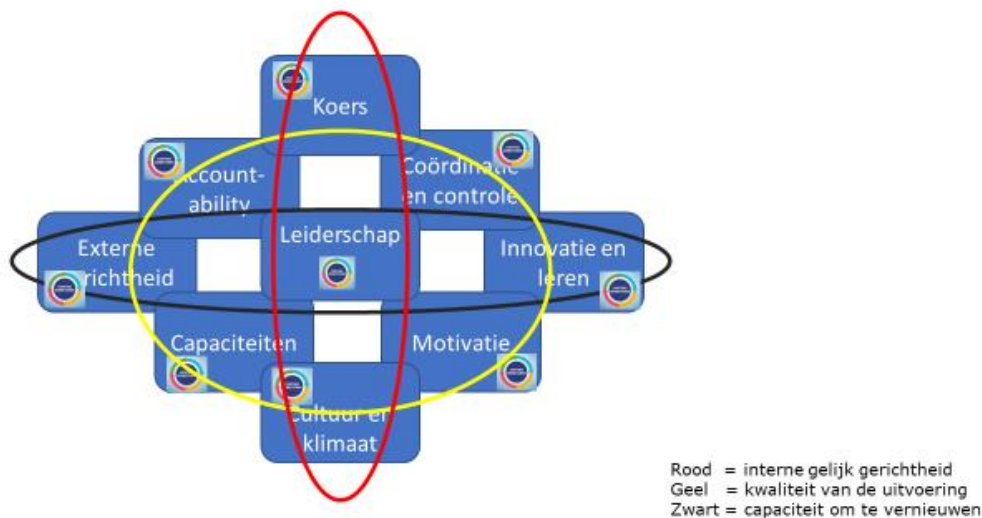 Koers
Account-
ability
Coördinatie
en controle
Externe
richtheid
Leiderschap
Innovatie en
leren
Capaciteiten
Motivatie
Cultuur en
klimaat
Rood = interne gelijk gerichtheid
Geel = kwaliteit van de uitvoering
Zwart = capaciteit om te vernieuwen